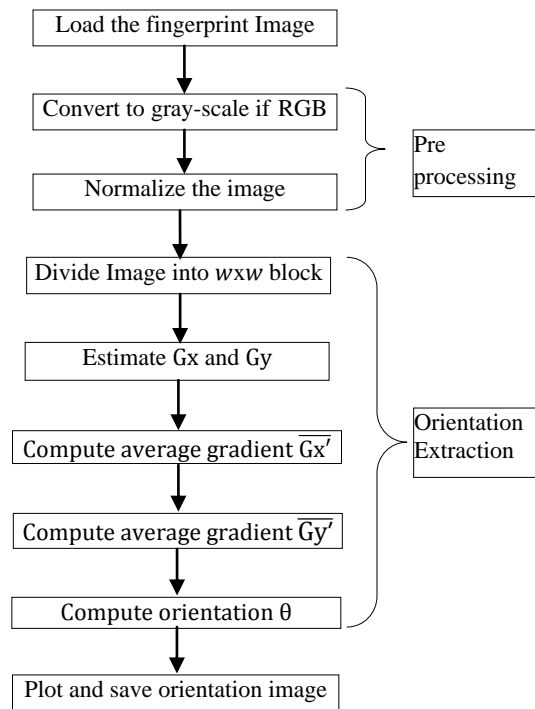 Load the fingerprint Image
Convert to gray-scale if RGB
Pre
processing
Normalize the image
Divide Image into wxw block
Estimate Gx and Gy
Orientation
Extraction
Compute average gradient G̅x̅′̅
Compute average gradient G̅y̅′̅
Compute orientation θ
Plot and save orientation image